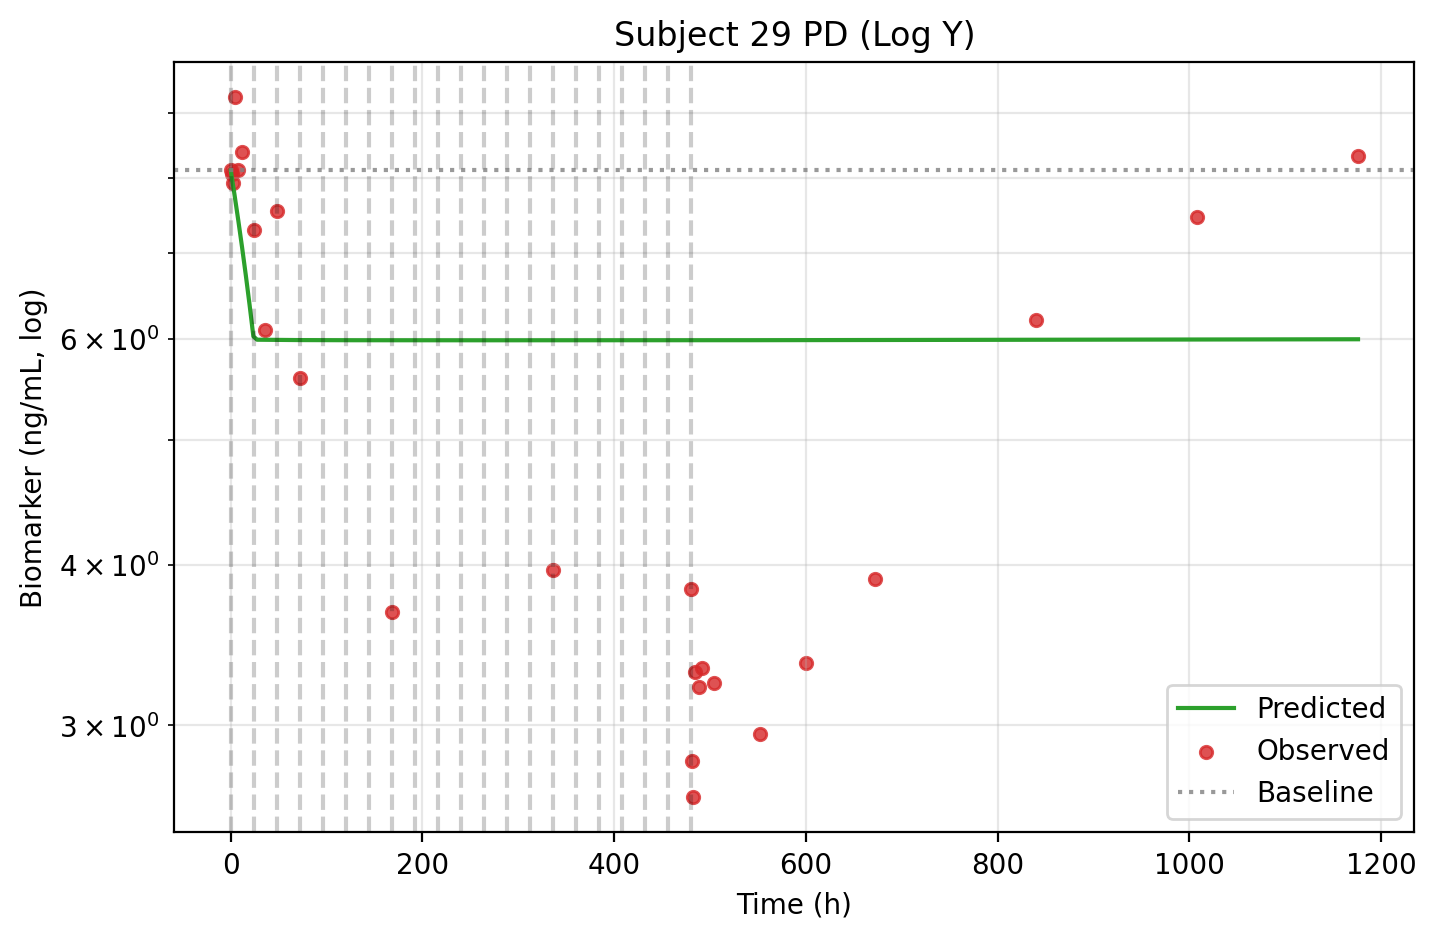 Subject 29 PD (Log Y)
Biomarker (ng/mL, log)
6 × 10⁰
4 × 10⁰
3 × 10⁰
Predicted
Observed
Baseline
0 200 400 600 800 1000 1200
Time (h)